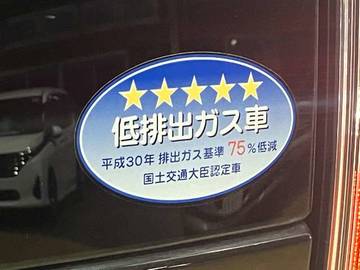 ★★★★★
低排出ガス車
平成30年 排出ガス基準 75%低減
国土交通大臣認定車